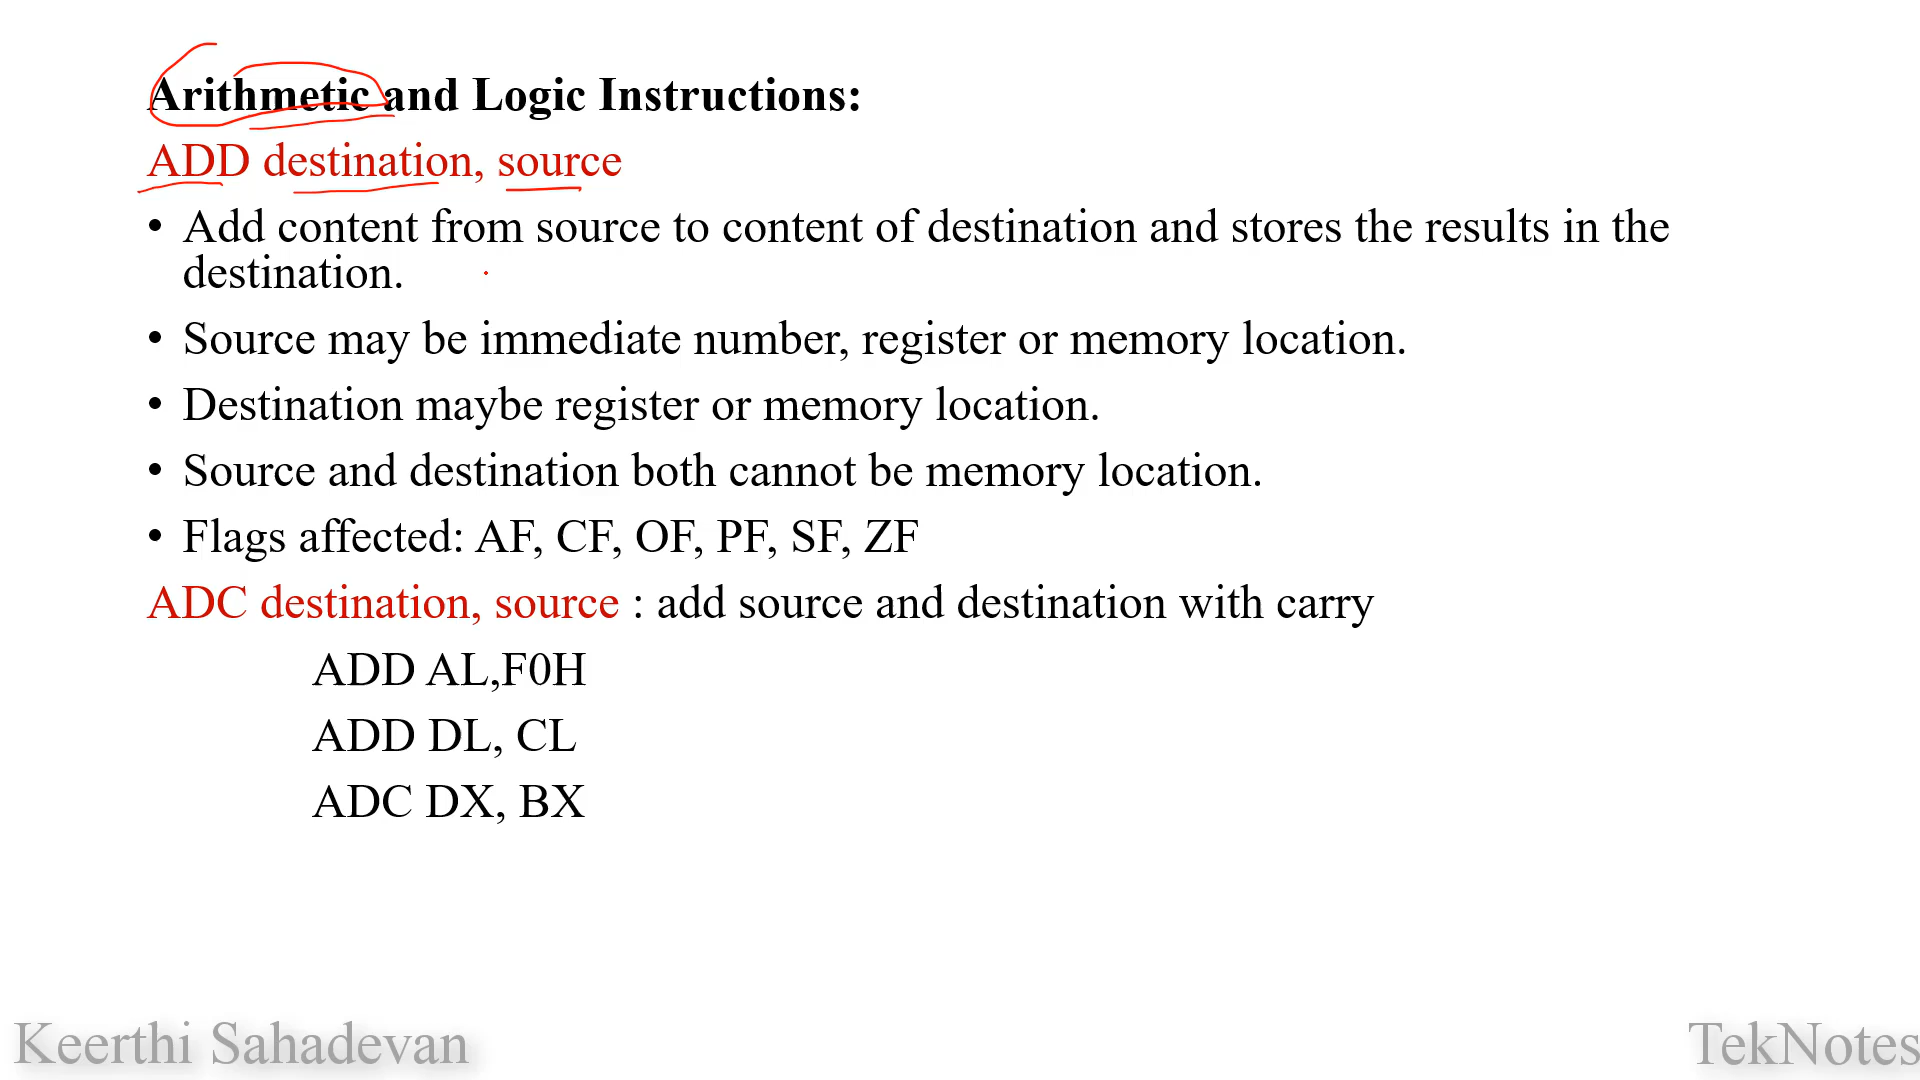 Arithmetic and Logic Instructions:
ADD destination, source
• Add content from source to content of destination and stores the results in the
destination.
• Source may be immediate number, register or memory location.
• Destination maybe register or memory location.
• Source and destination both cannot be memory location.
• Flags affected: AF, CF, OF, PF, SF, ZF
ADC destination, source : add source and destination with carry
ADD AL,F0H
ADD DL, CL
ADC DX, BX
Keerthi Sahadevan
TekNotes